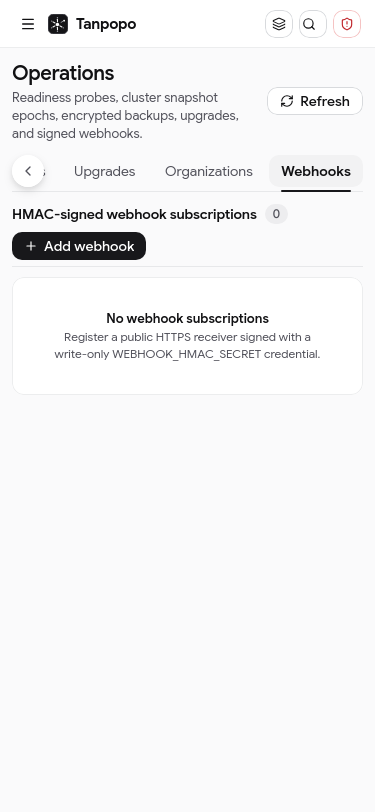 Tanpopo
Operations
Readiness probes, cluster snapshot
epochs, encrypted backups, upgrades,
and signed webhooks.
Refresh
Upgrades
Organizations
Webhooks
HMAC-signed webhook subscriptions 0
Add webhook
No webhook subscriptions
Register a public HTTPS receiver signed with a
write-only WEBHOOK_HMAC_SECRET credential.